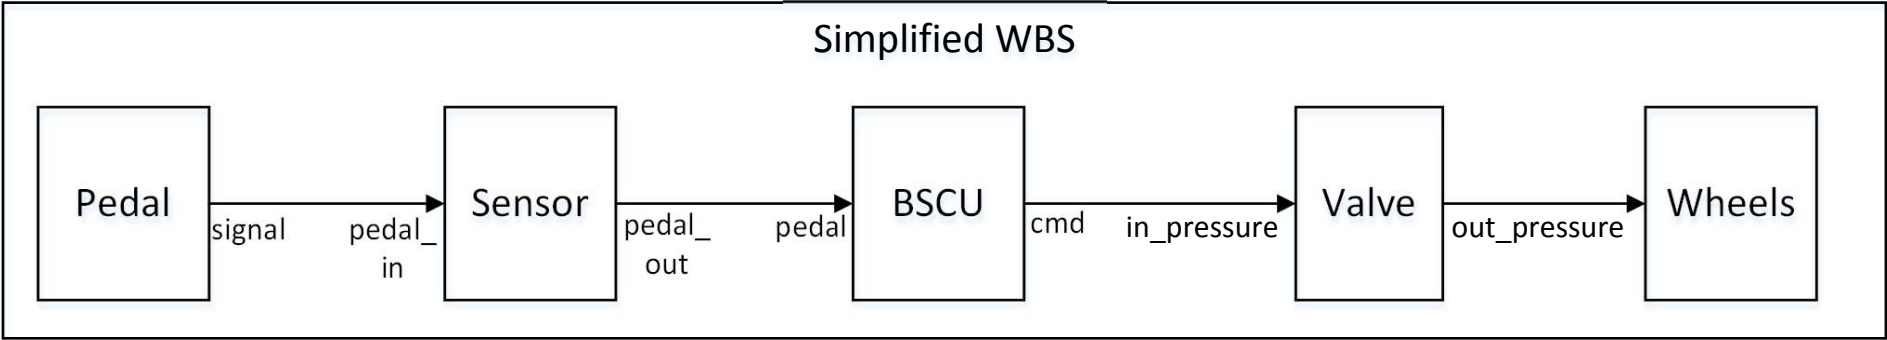 Simplified WBS
Pedal
signal
pedal_
in
Sensor
pedal_
out
pedal
BSCU
cmd
in_pressure
Valve
out_pressure
Wheels